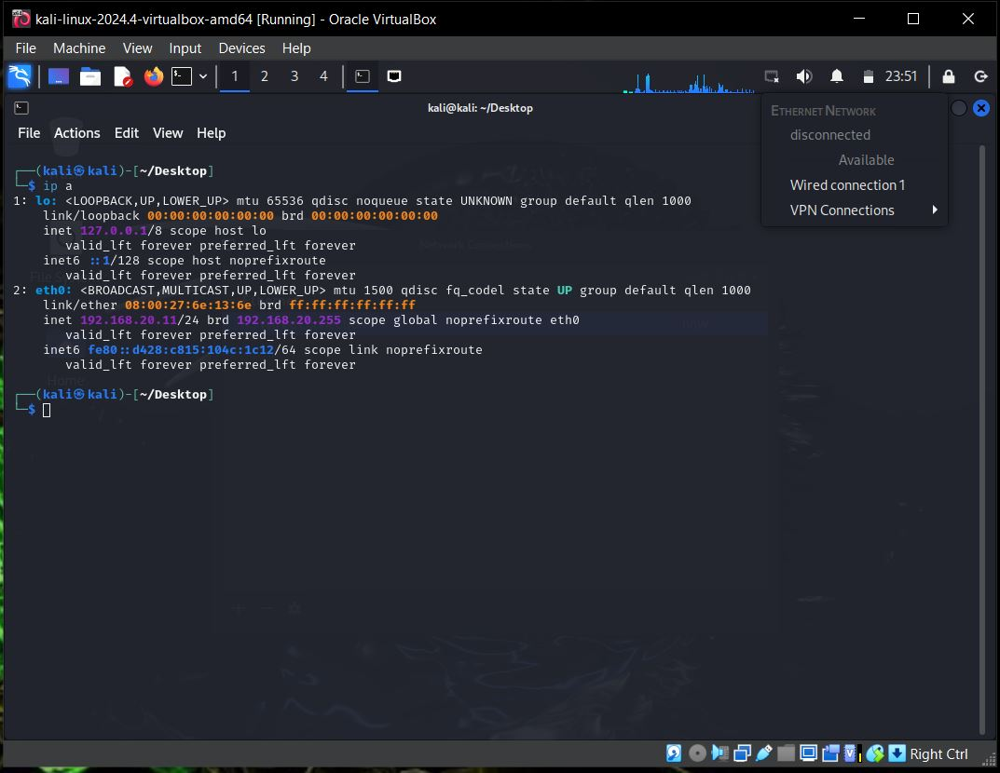 kali-linux-2024.4-virtualbox-amd64 [Running] - Oracle VirtualBox
File Machine View Input Devices Help
1 2 3 4 23:51
kali@kali: ~/Desktop
File Actions Edit View Help
ETHERNET NETWORK
disconnected
Available
Wired connection 1
VPN Connections
(kali㉿kali)-[~/Desktop]
$ ip a
1: lo: <LOOPBACK,UP,LOWER_UP> mtu 65536 qdisc noqueue state UNKNOWN group default qlen 1000
link/loopback 00:00:00:00:00:00 brd 00:00:00:00:00:00
inet 127.0.0.1/8 scope host lo
valid_lft forever preferred_lft forever
inet6 ::1/128 scope host noprefixroute
valid_lft forever preferred_lft forever
2: eth0: <BROADCAST,MULTICAST,UP,LOWER_UP> mtu 1500 qdisc fq_codel state UP group default qlen 1000
link/ether 08:00:27:6e:13:6e brd ff:ff:ff:ff:ff:ff
inet 192.168.20.11/24 brd 192.168.20.255 scope global noprefixroute eth0
valid_lft forever preferred_lft forever
inet6 fe80::d428:c815:104c:1c12/64 scope link noprefixroute
valid_lft forever preferred_lft forever
(kali㉿kali)-[~/Desktop]
$
Network Connections
Home
Right Ctrl